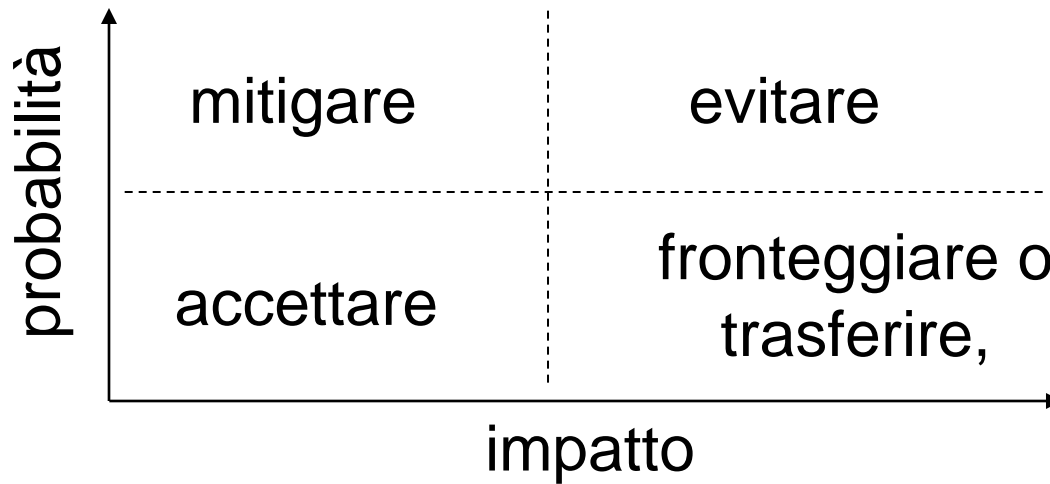 probabilità
mitigare
evitare
accettare
fronteggiare o
trasferire,
impatto